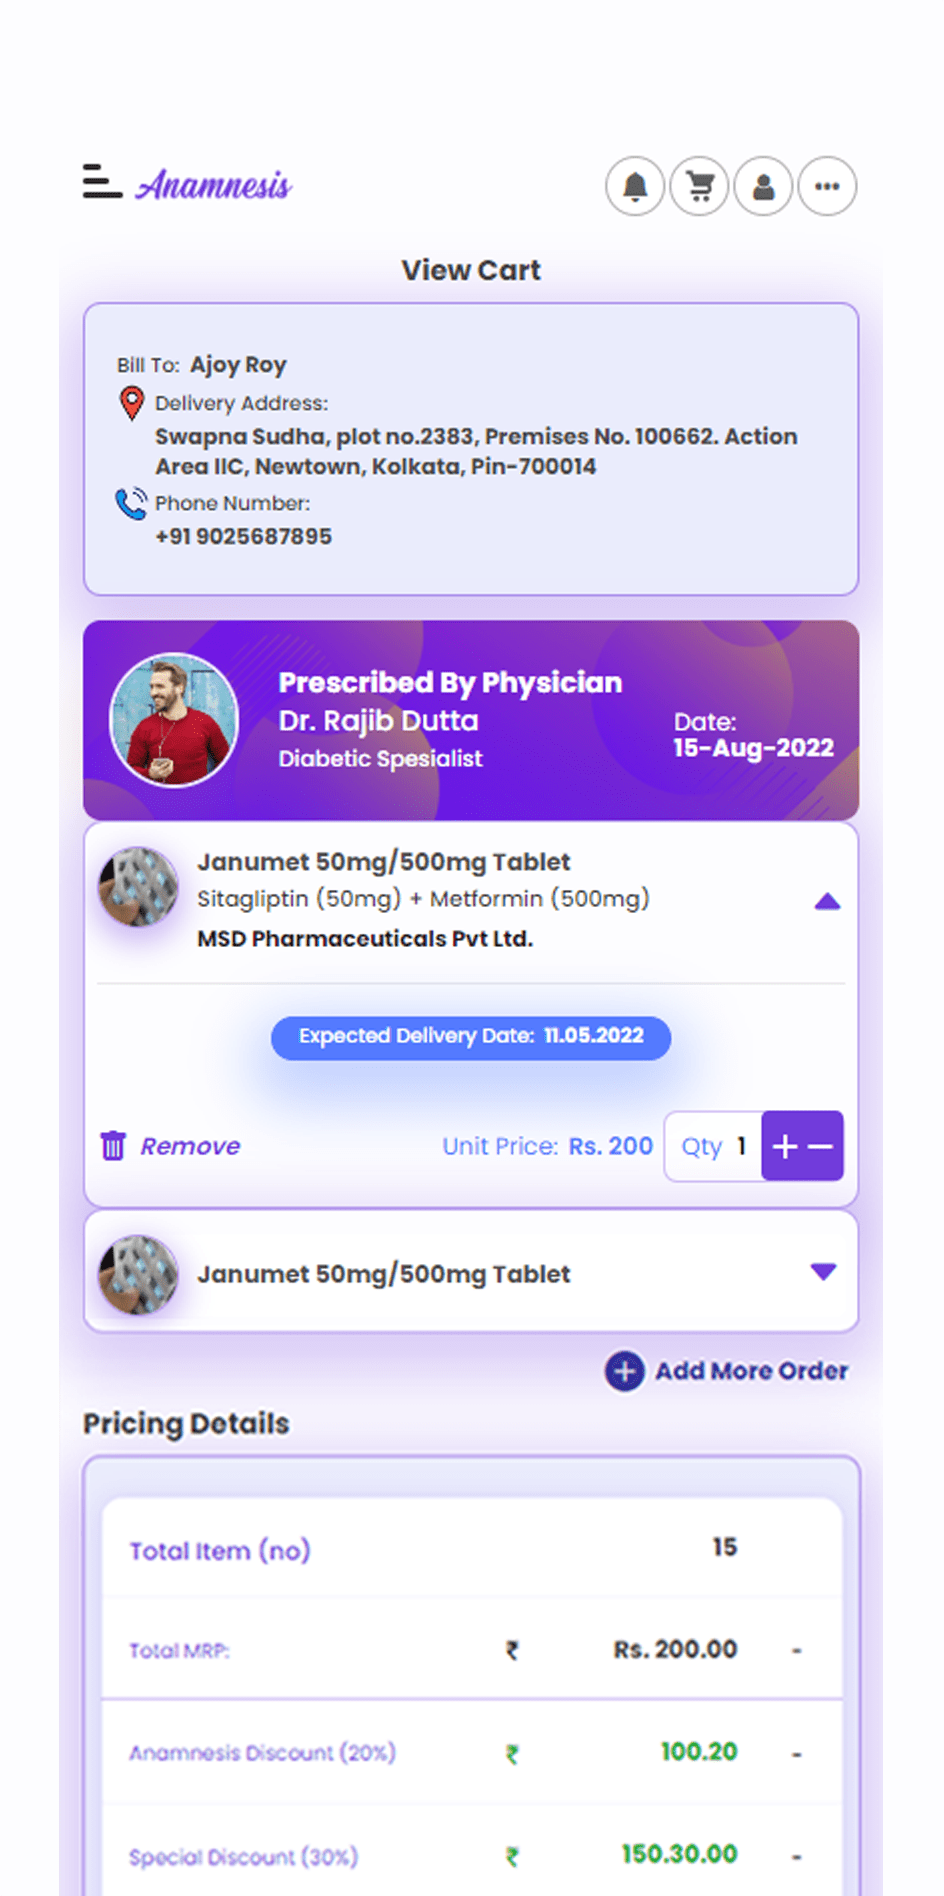 Anamnesis
View Cart
Bill To: Ajoy Roy
Delivery Address:
Swapna Sudha, plot no.2383, Premises No. 100662. Action
Area IIC, Newtown, Kolkata, Pin-700014
Phone Number:
+91 9025687895
Prescribed By Physician
Dr. Rajib Dutta
Diabetic Spesialist
Date:
15-Aug-2022
Janumet 50mg/500mg Tablet
Sitagliptin (50mg) + Metformin (500mg)
MSD Pharmaceuticals Pvt Ltd.
Expected Delivery Date: 11.05.2022
Remove Unit Price: Rs. 200 Qty 1 + −
Janumet 50mg/500mg Tablet
Add More Order
Pricing Details
Total Item (no) 15
Total MRP: ₹ Rs. 200.00 -
Anamnesis Discount (20%) ₹ 100.20 -
Special Discount (30%) ₹ 150.30.00 -